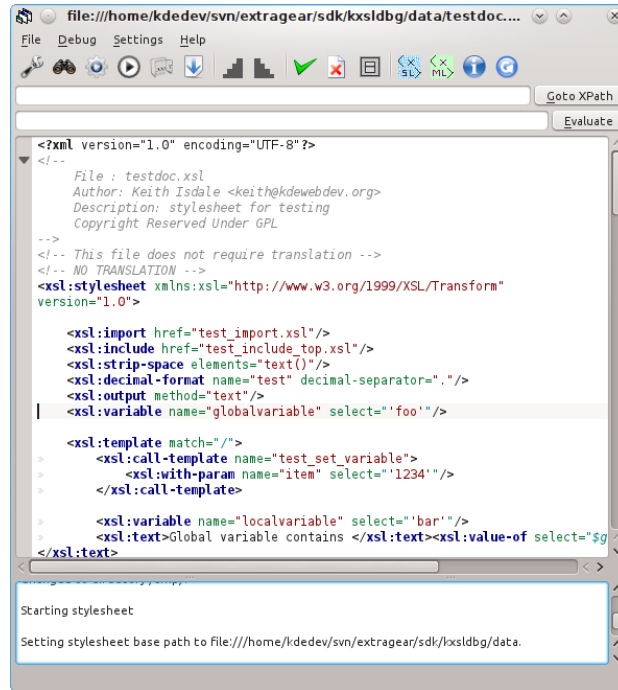 file:///home/kdedev/svn/extragear/sdk/kxsldbg/data/testdoc....
File Debug Settings Help
Goto XPath
Evaluate
<?xml version="1.0" encoding="UTF-8"?>
<!--
File : testdoc.xsl
Author: Keith Isdale <keith@kdewebdev.org>
Description: stylesheet for testing
Copyright Reserved Under GPL
-->
<!-- This file does not require translation -->
<!-- NO TRANSLATION -->
<xsl:stylesheet xmlns:xsl="http://www.w3.org/1999/XSL/Transform"
version="1.0">
<xsl:import href="test_import.xsl"/>
<xsl:include href="test_include_top.xsl"/>
<xsl:strip-space elements="text()"/>
<xsl:decimal-format name="test" decimal-separator="."/>
<xsl:output method="text"/>
<xsl:variable name="globalvariable" select="'foo'"/>
<xsl:template match="/">
<xsl:call-template name="test_set_variable">
<xsl:with-param name="item" select="'1234'"/>
</xsl:call-template>
<xsl:variable name="localvariable" select="'bar'"/>
<xsl:text>Global variable contains </xsl:text><xsl:value-of select="$g
</xsl:text>
Starting stylesheet
Setting stylesheet base path to file:///home/kdedev/svn/extragear/sdk/kxsldbg/data.